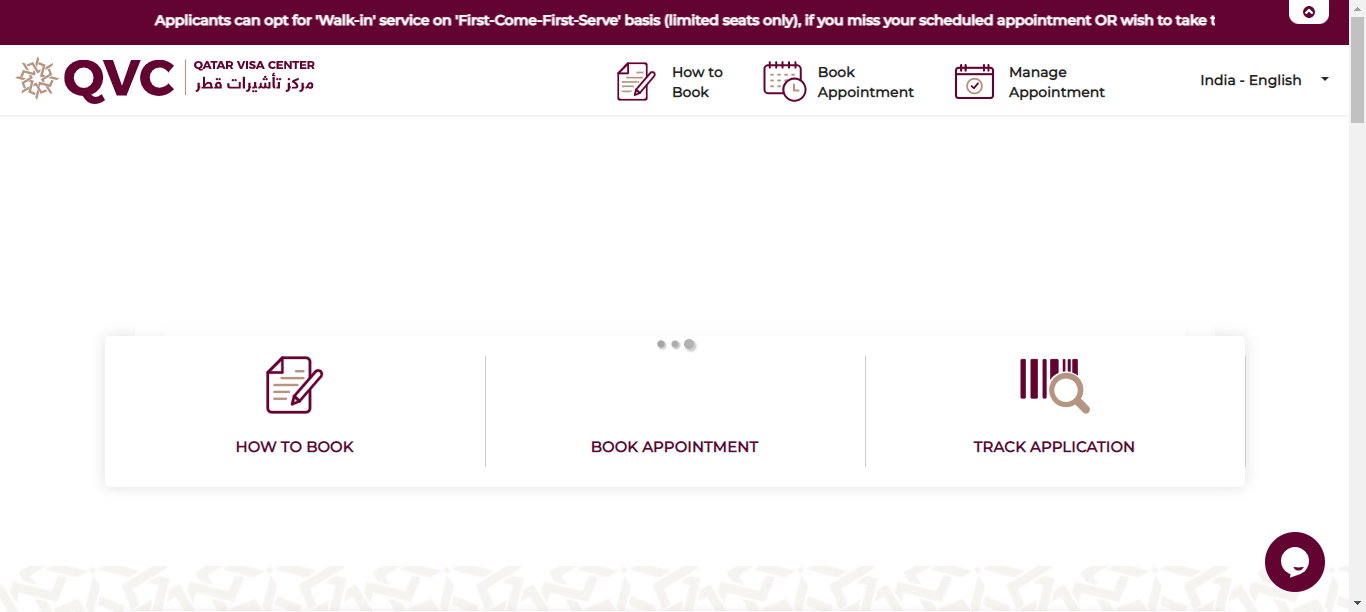 Applicants can opt for 'Walk-in' service on 'First-Come-First-Serve' basis (limited seats only), if you miss your scheduled appointment OR wish to take
QVC
QATAR VISA CENTER
مركز تأشيرات قطر
How to
Book
Book
Appointment
Manage
Appointment
India - English
HOW TO BOOK
BOOK APPOINTMENT
TRACK APPLICATION